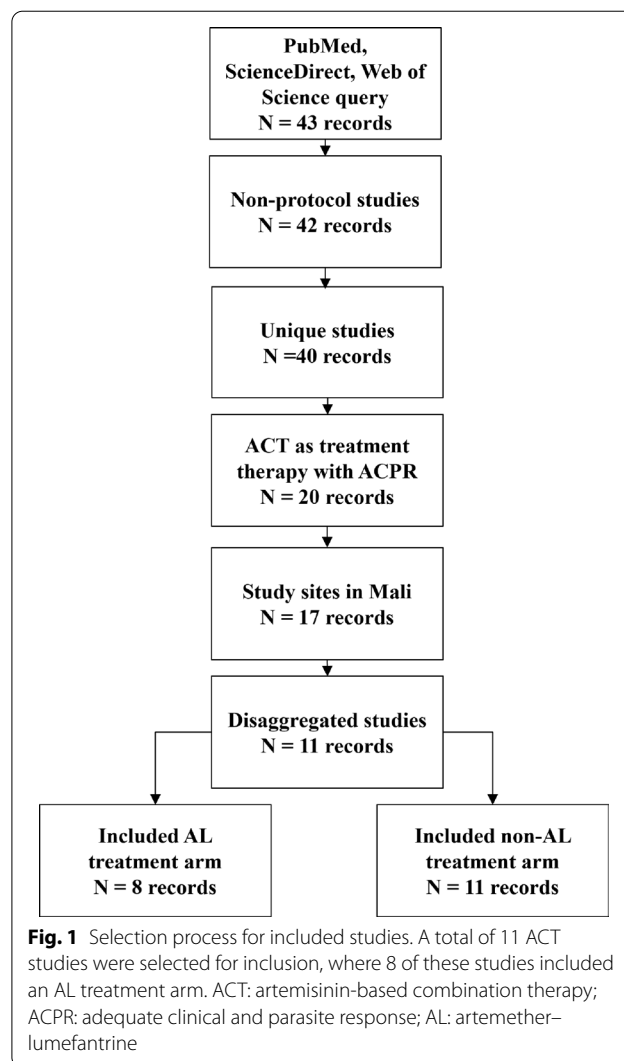 PubMed,
ScienceDirect, Web of
Science query
N = 43 records
Non-protocol studies
N = 42 records
Unique studies
N =40 records
ACT as treatment
therapy with ACPR
N = 20 records
Study sites in Mali
N = 17 records
Disaggregated studies
N = 11 records
Included AL
treatment arm
N = 8 records
Included non-AL
treatment arm
N = 11 records
Fig. 1 Selection process for included studies. A total of 11 ACT
studies were selected for inclusion, where 8 of these studies included
an AL treatment arm. ACT: artemisinin-based combination therapy;
ACPR: adequate clinical and parasite response; AL: artemether–
lumefantrine